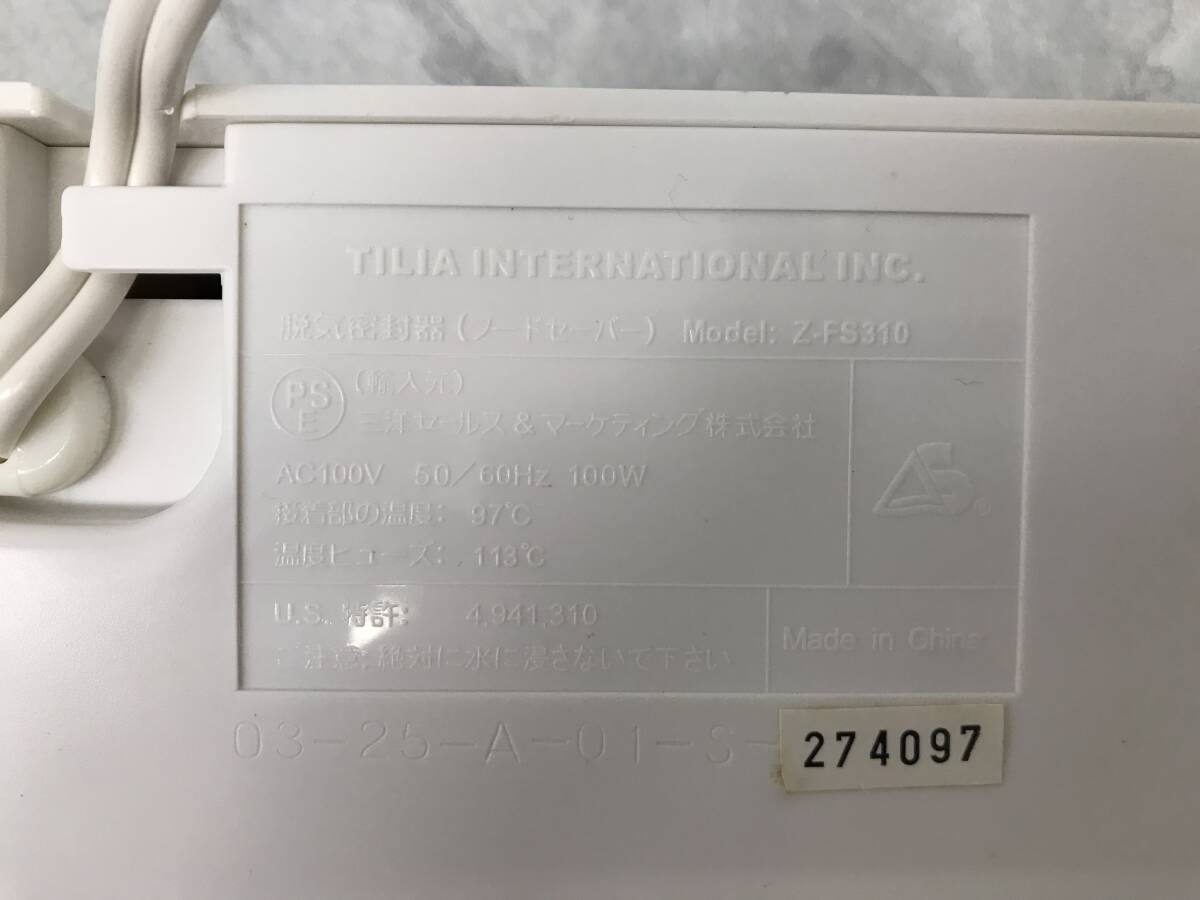 TILIA INTERNATIONAL INC.
脱気密封器(フードセーバー) Model: Z-FS310
PS
E
(輸入元)
三洋セールス&マーケティング株式会社
AC100V 50/60Hz 100W
接着部の温度: 97℃
温度ヒューズ: 113℃
U.S. 特許: 4,941,310
ご注意:絶対に水に浸さないで下さい
Made in China
®
03-25-A-01-S-
274097